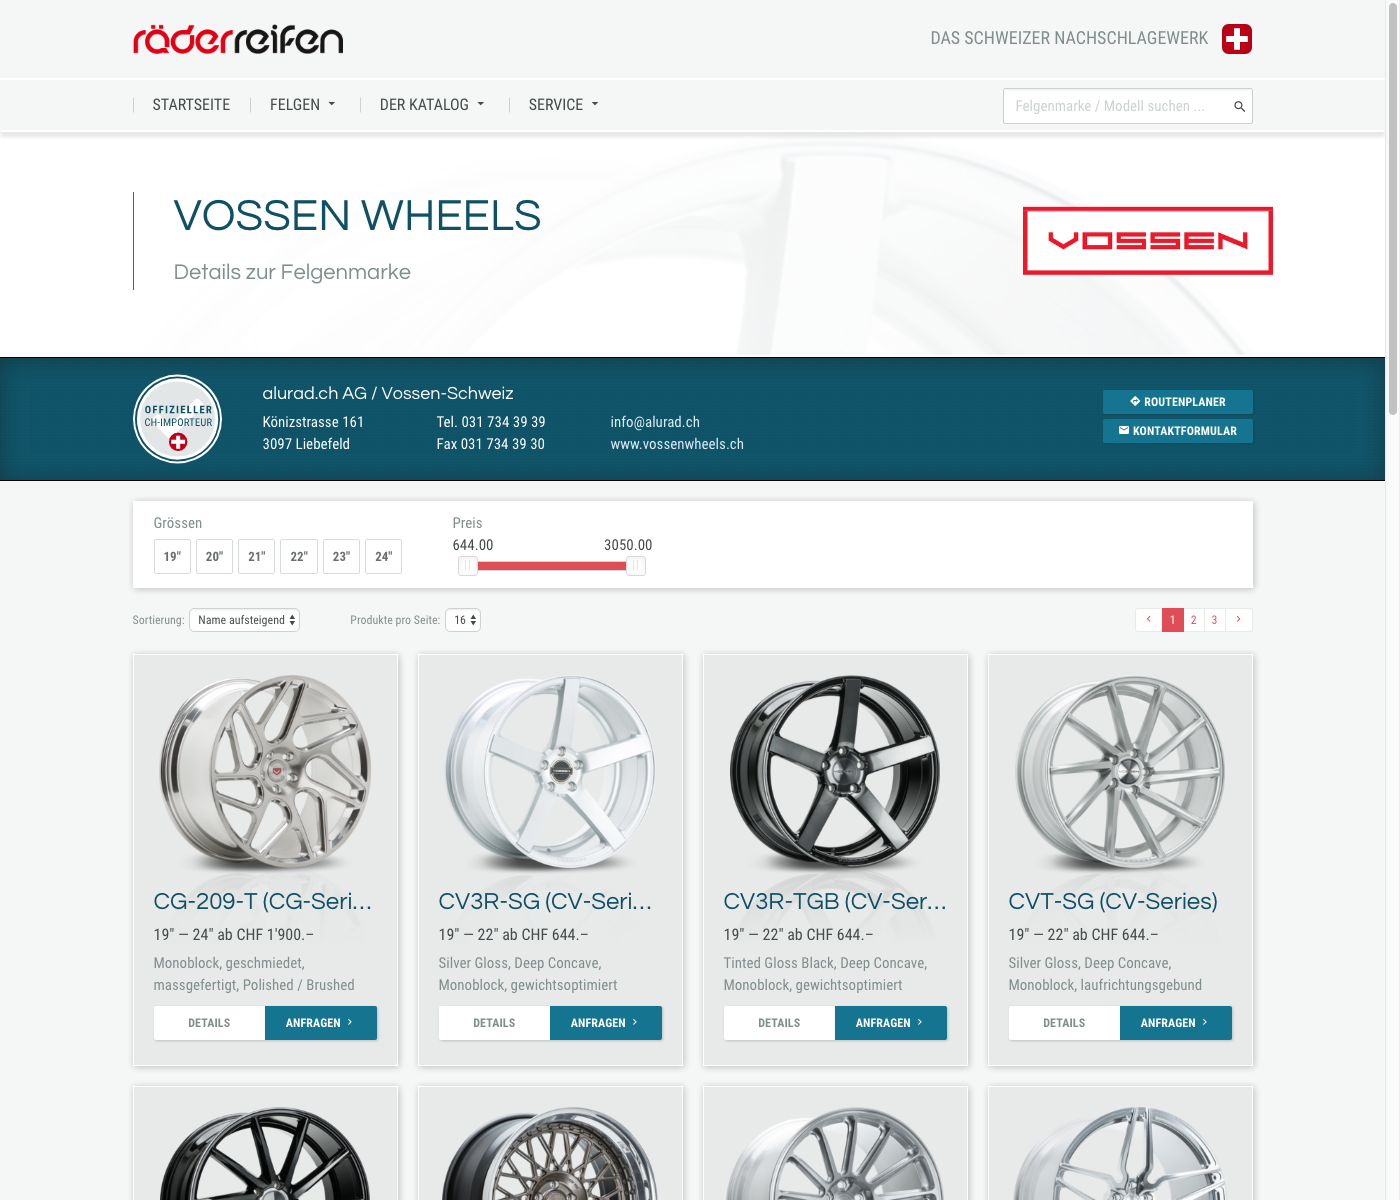 räderreifen
DAS SCHWEIZER NACHSCHLAGEWERK
STARTSEITE
FELGEN
DER KATALOG
SERVICE
Felgenmarke / Modell suchen ...
VOSSEN WHEELS
Details zur Felgenmarke
VOSSEN
OFFIZIELLER
CH-IMPORTEUR
alurad.ch AG / Vossen-Schweiz
Könizstrasse 161
3097 Liebefeld
Tel. 031 734 39 39
Fax 031 734 39 30
info@alurad.ch
www.vossenwheels.ch
ROUTENPLANER
KONTAKTFORMULAR
Grössen
19" 20" 21" 22" 23" 24"
Preis
644.00 3050.00
Sortierung: Name aufsteigend
Produkte pro Seite: 16
1 2 3
CG-209-T (CG-Seri...
19" – 24" ab CHF 1'900.–
Monoblock, geschmiedet,
massgefertigt, Polished / Brushed
DETAILS
ANFRAGEN
CV3R-SG (CV-Seri...
19" – 22" ab CHF 644.–
Silver Gloss, Deep Concave,
Monoblock, gewichtsoptimiert
DETAILS
ANFRAGEN
CV3R-TGB (CV-Ser...
19" – 22" ab CHF 644.–
Tinted Gloss Black, Deep Concave,
Monoblock, gewichtsoptimiert
DETAILS
ANFRAGEN
CVT-SG (CV-Series)
19" – 22" ab CHF 644.–
Silver Gloss, Deep Concave,
Monoblock, laufrichtungsgebund
DETAILS
ANFRAGEN